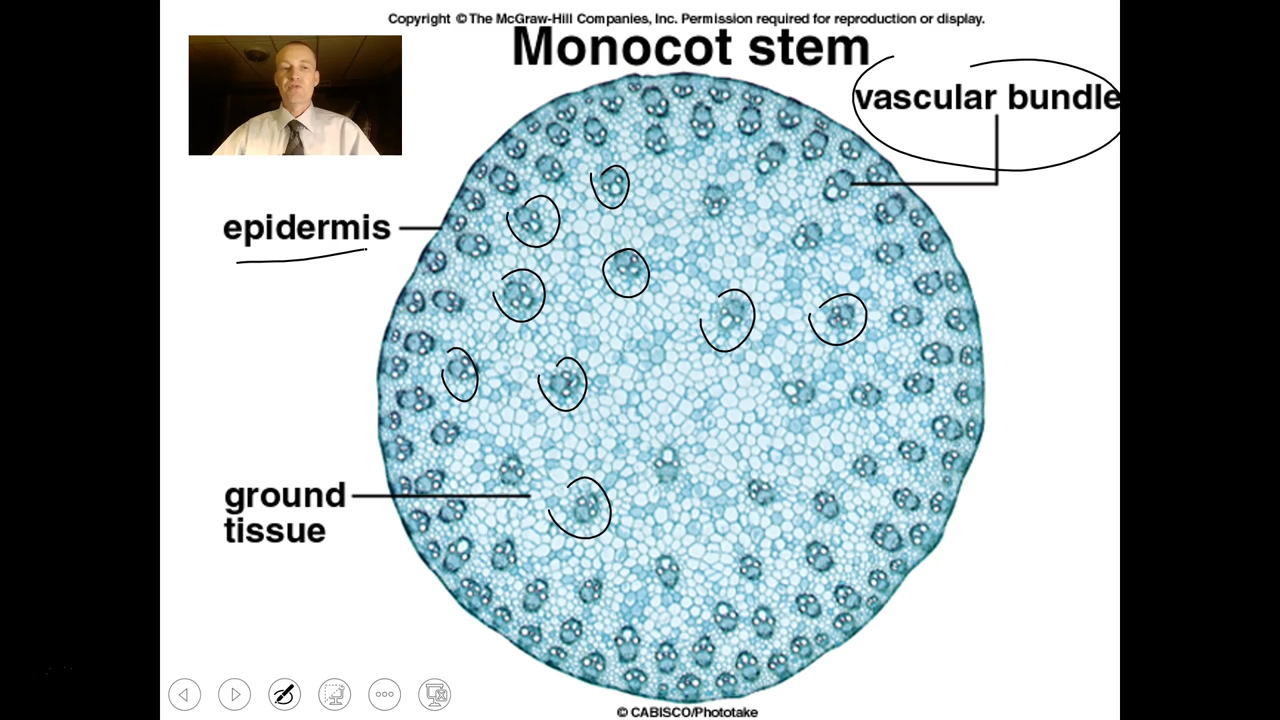 Copyright © The McGraw-Hill Companies, Inc. Permission required for reproduction or display.
Monocot stem
vascular bundle
epidermis
ground
tissue
© CABISCO/Phototake